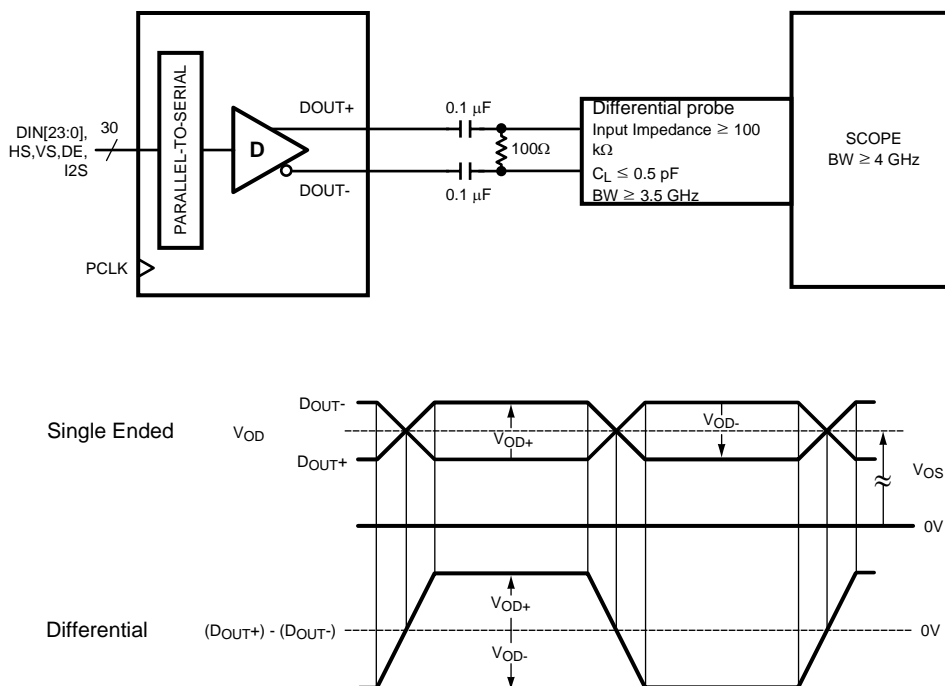 DIN[23:0],
HS,VS,DE,
I2S
30
PARALLEL-TO-SERIAL
D
DOUT+
DOUT-
PCLK
0.1 µF
100Ω
0.1 µF
Differential probe
Input Impedance ≥ 100
kΩ
CL ≤ 0.5 pF
BW ≥ 3.5 GHz
SCOPE
BW ≥ 4 GHz
Single Ended
VOD
DOUT-
DOUT+
VOD+
VOD-
VOS
≈
0V
Differential
(DOUT+) - (DOUT-)
VOD+
VOD-
0V